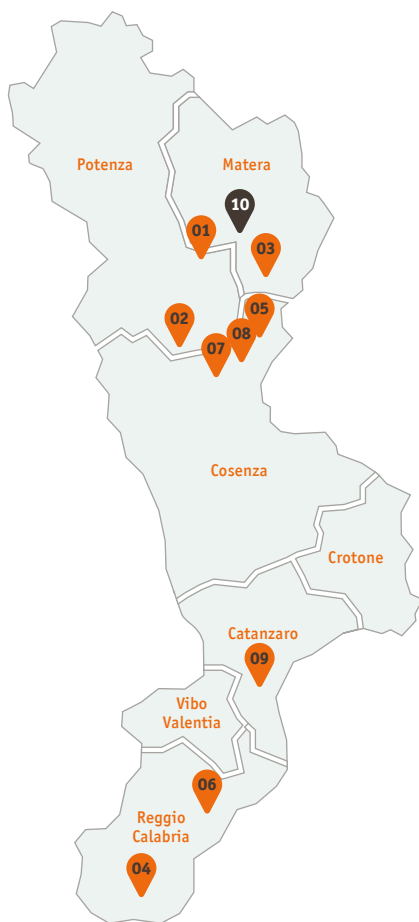 Potenza
Matera
10
01
03
05
02
08
07
Cosenza
Crotone
Catanzaro
09
Vibo
Valentia
06
Reggio
Calabria
04